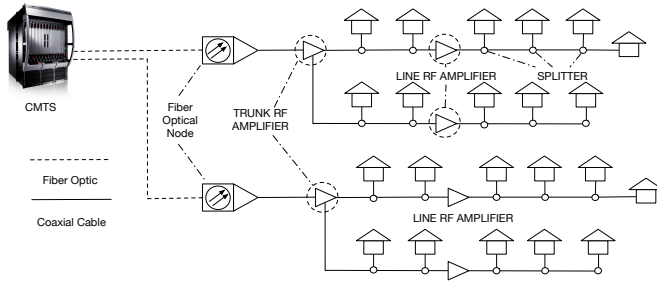 LINE RF AMPLIFIER
SPLITTER
CMTS
Fiber
Optical
Node
TRUNK RF
AMPLIFIER
Fiber Optic
Coaxial Cable
LINE RF AMPLIFIER